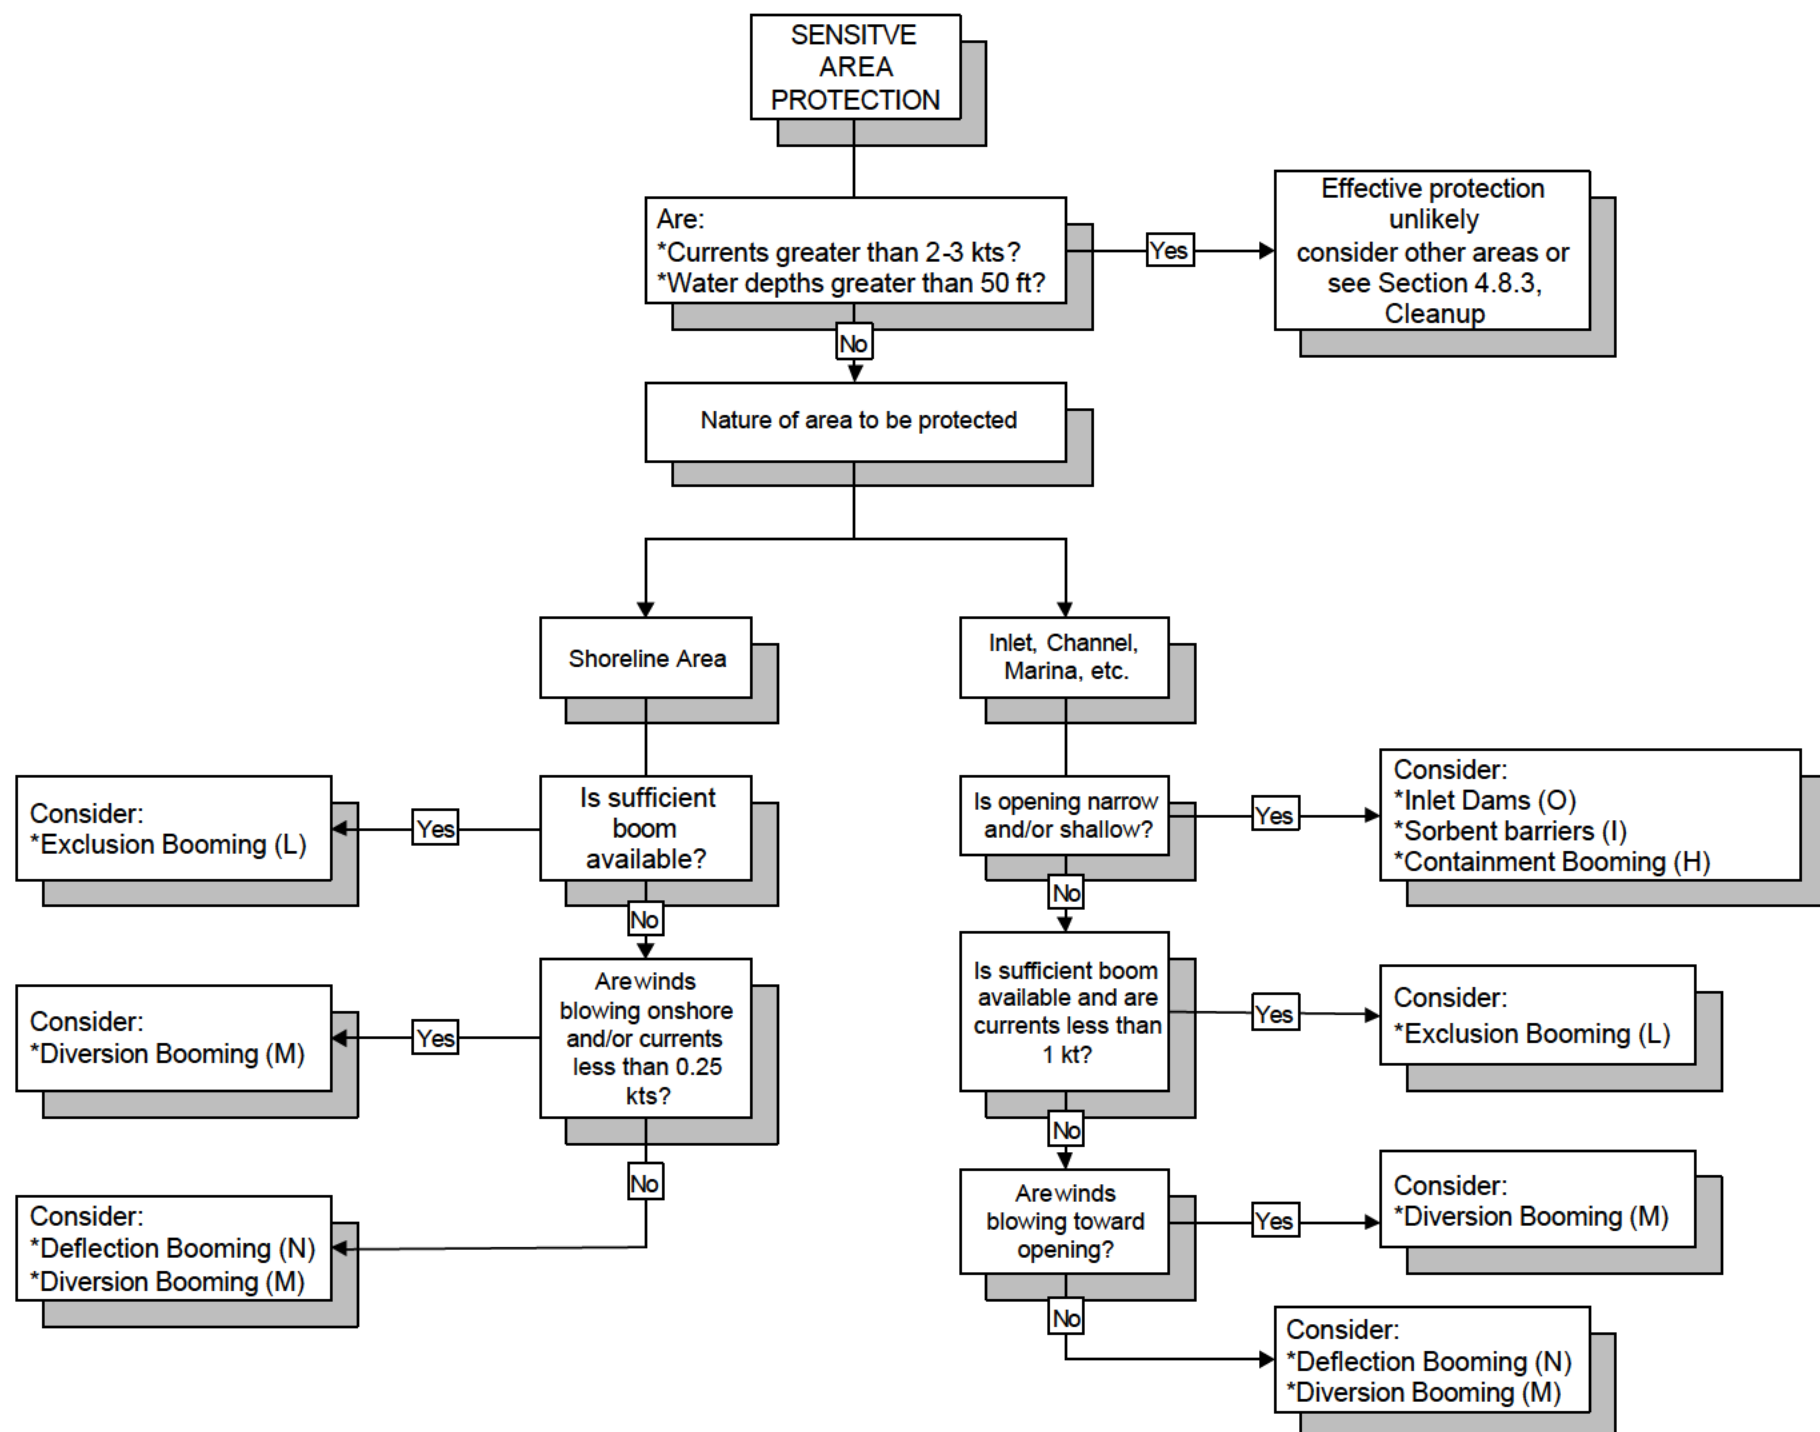 SENSITVE
AREA
PROTECTION
Are:
*Currents greater than 2-3 kts?
*Water depths greater than 50 ft?
Yes
Effective protection
unlikely
consider other areas or
see Section 4.8.3,
Cleanup
No
Nature of area to be protected
Shoreline Area
Inlet, Channel,
Marina, etc.
Consider:
*Exclusion Booming (L)
Yes
Is sufficient
boom
available?
Is opening narrow
and/or shallow?
Yes
Consider:
*Inlet Dams (O)
*Sorbent barriers (I)
*Containment Booming (H)
No
No
Consider:
*Diversion Booming (M)
Yes
Are winds
blowing onshore
and/or currents
less than 0.25
kts?
Is sufficient boom
available and are
currents less than
1 kt?
Yes
Consider:
*Exclusion Booming (L)
No
No
Consider:
*Deflection Booming (N)
*Diversion Booming (M)
Are winds
blowing toward
opening?
Yes
Consider:
*Diversion Booming (M)
No
Consider:
*Deflection Booming (N)
*Diversion Booming (M)